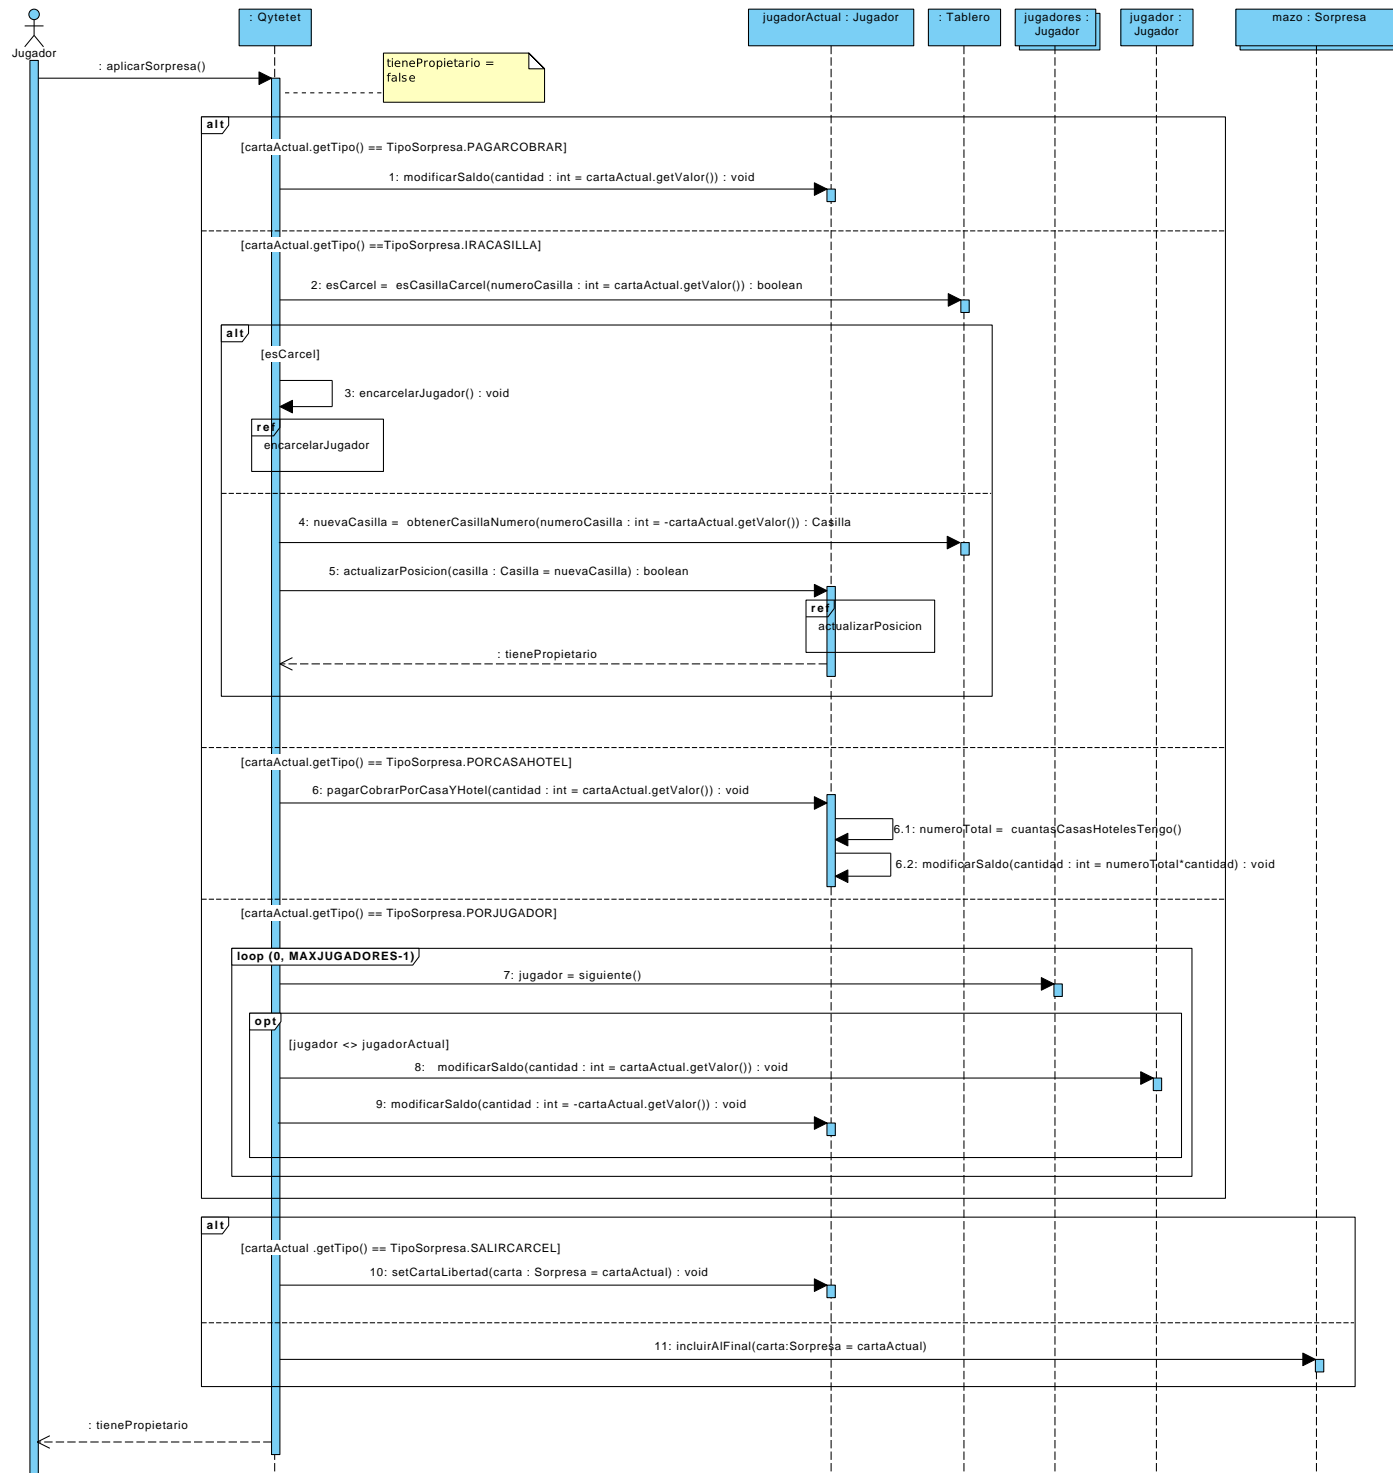 Jugador
: Qytetet
jugadorActual : Jugador
: Tablero
jugadores :
Jugador
jugador :
Jugador
mazo : Sorpresa
: aplicarSorpresa()
tienePropietario =
false
alt
[cartaActual.getTipo() == TipoSorpresa.PAGARCOBRAR]
1: modificarSaldo(cantidad : int = cartaActual.getValor()) : void
[cartaActual.getTipo() ==TipoSorpresa.IRACASILLA]
2: esCarcel =  esCasillaCarcel(numeroCasilla : int = cartaActual.getValor()) : boolean
alt
[esCarcel]
3: encarcelarJugador() : void
ref
encarcelarJugador
4: nuevaCasilla =  obtenerCasillaNumero(numeroCasilla : int = -cartaActual.getValor()) : Casilla
5: actualizarPosicion(casilla : Casilla = nuevaCasilla) : boolean
ref
actualizarPosicion
: tienePropietario
[cartaActual.getTipo() == TipoSorpresa.PORCASAHOTEL]
6: pagarCobrarPorCasaYHotel(cantidad : int = cartaActual.getValor()) : void
6.1: numeroTotal =  cuantasCasasHotelesTengo()
6.2: modificarSaldo(cantidad : int = numeroTotal*cantidad) : void
[cartaActual.getTipo() == TipoSorpresa.PORJUGADOR]
loop (0, MAXJUGADORES-1)
7: jugador = siguiente()
opt
[jugador <> jugadorActual]
8:   modificarSaldo(cantidad : int = cartaActual.getValor()) : void
9: modificarSaldo(cantidad : int = -cartaActual.getValor()) : void
alt
[cartaActual .getTipo() == TipoSorpresa.SALIRCARCEL]
10: setCartaLibertad(carta : Sorpresa = cartaActual) : void
11: incluirAlFinal(carta:Sorpresa = cartaActual)
: tienePropietario